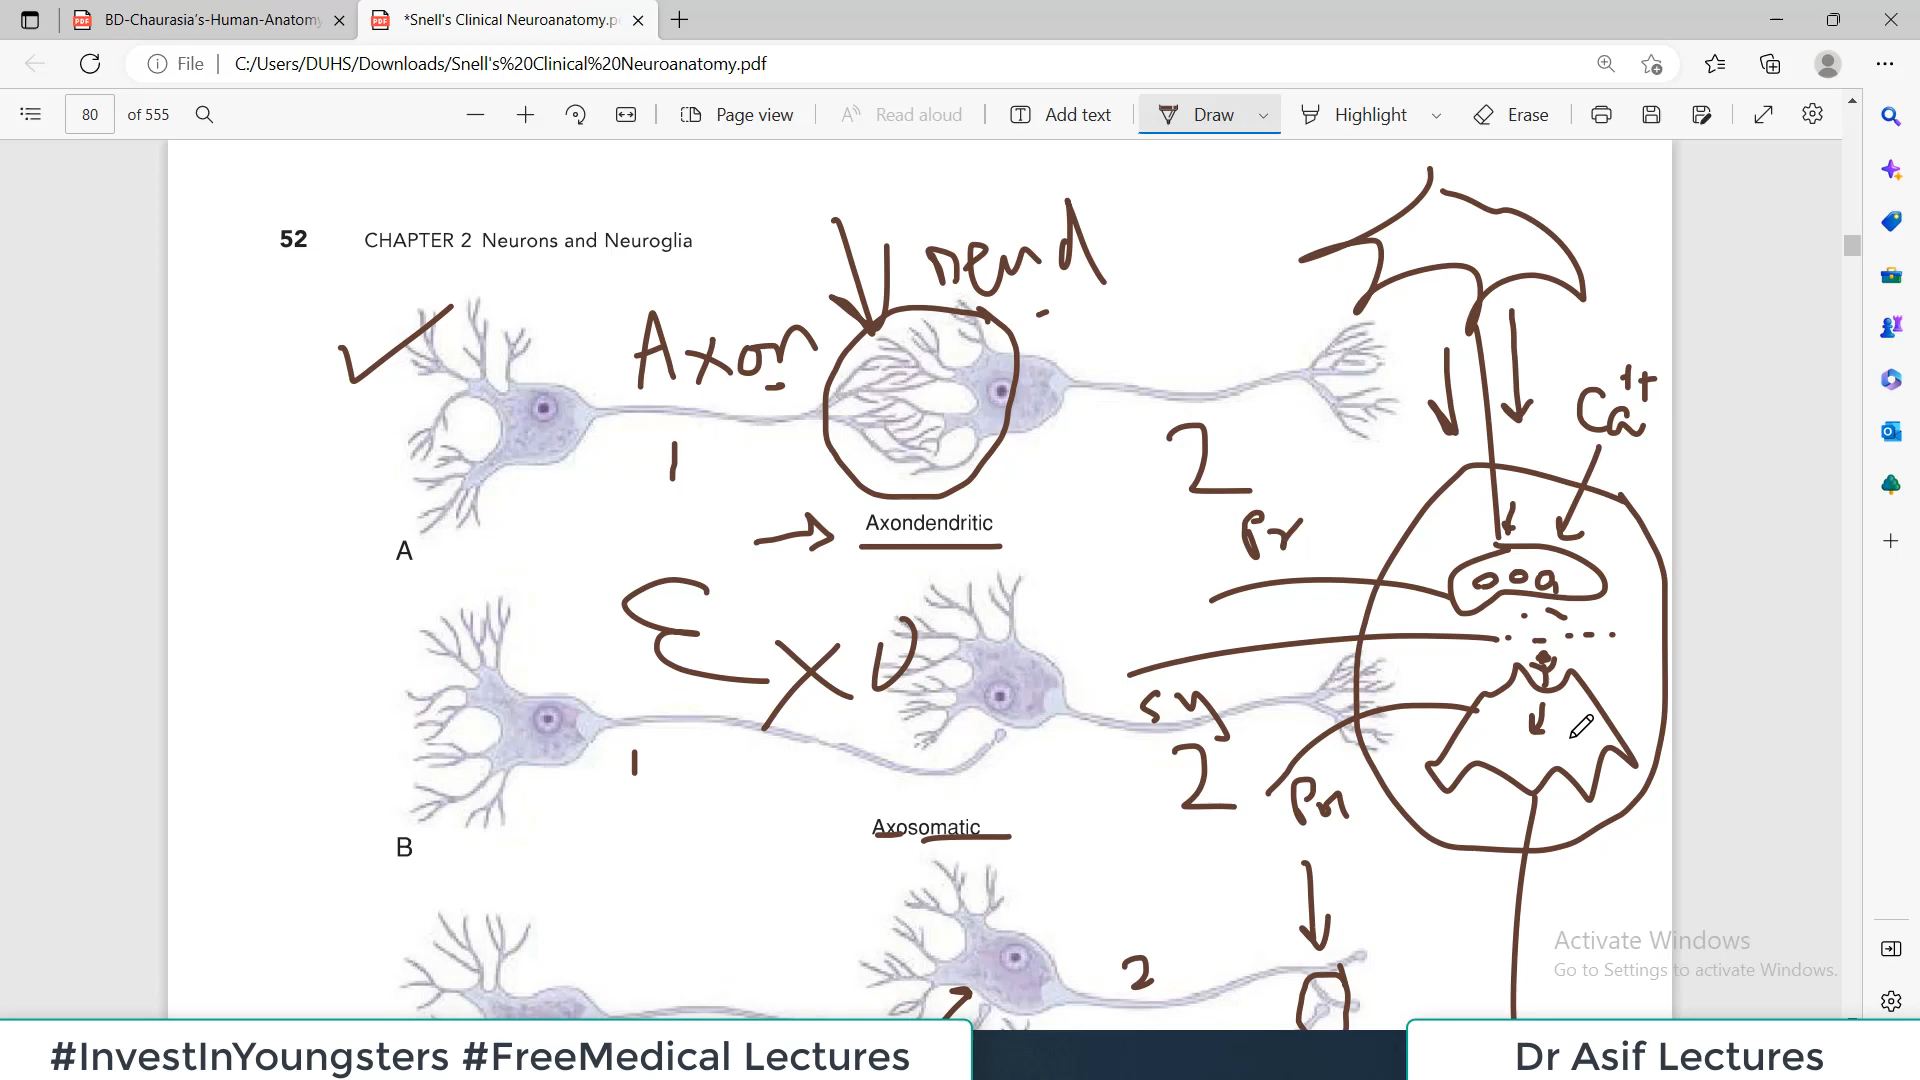 BD-Chaurasia's-Human-Anatomy
*Snell's Clinical Neuroanatomy.p
File
C:/Users/DUHS/Downloads/Snell's%20Clinical%20Neuroanatomy.pdf
80 of 555
Page view
Read aloud
Add text
Draw
Highlight
Erase
52 CHAPTER 2 Neurons and Neuroglia
Axon
Ca++
1
2
Axondendritic
A
Pr
1
sy
2
Axosomatic
B
2
Activate Windows
Go to Settings to activate Windows.
#InvestInYoungsters #FreeMedical Lectures
Dr Asif Lectures